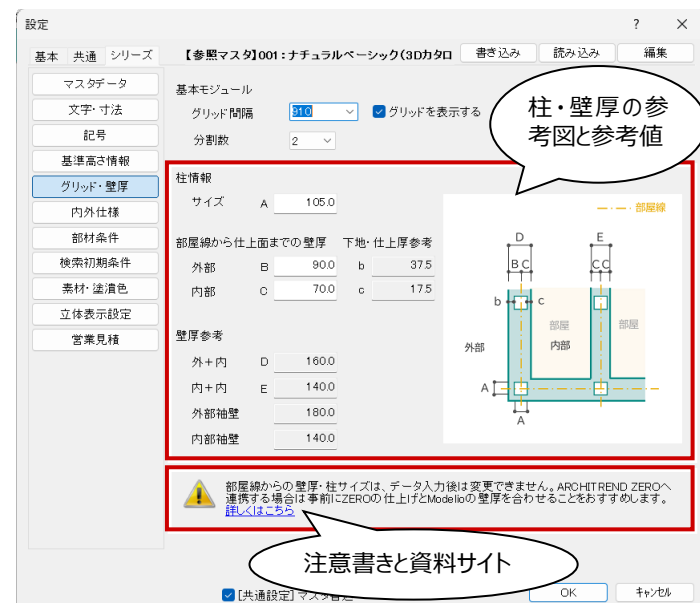 設定
? ×
基本 共通 シリーズ
【参照マスタ】001:ナチュラルベーシック(3Dカタロ 書き込み 読み込み 編集
マスタデータ
文字・寸法
記号
基準高さ情報
グリッド・壁厚
内外仕様
部材条件
検索初期条件
素材・塗潰色
立体表示設定
営業見積
基本モジュール
グリッド間隔 910 グリッドを表示する
分割数 2
柱・壁厚の参
考図と参考値
柱情報
サイズ A 105.0
部屋線から仕上面までの壁厚 下地・仕上厚参考
外部 B 90.0 b 37.5
内部 C 70.0 c 17.5
壁厚参考
外+内 D 160.0
内+内 E 140.0
外部袖壁 180.0
内部袖壁 140.0
部屋線
D E
B C C C
b c
部屋 部屋
外部 内部
A
A
部屋線からの壁厚・柱サイズは、データ入力後は変更できません。ARCHITREND ZEROへ
連携する場合は事前にZEROの仕上げとModelioの壁厚を合わせることをおすすめします。
詳しくはこちら
注意書きと資料サイト
[共通設定] マスタ
OK キャンセル